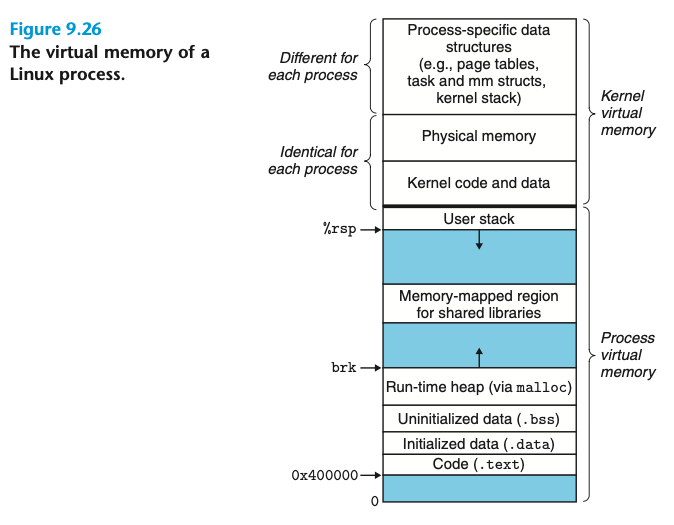 Figure 9.26
The virtual memory of a
Linux process.
Different for
each process
Process-specific data
structures
(e.g., page tables,
task and mm structs,
kernel stack)
Kernel
virtual
memory
Identical for
each process
Physical memory
Kernel code and data
%rsp
User stack
Memory-mapped region
for shared libraries
Process
virtual
memory
brk
Run-time heap (via malloc)
Uninitialized data (.bss)
Initialized data (.data)
Code (.text)
0x400000
0